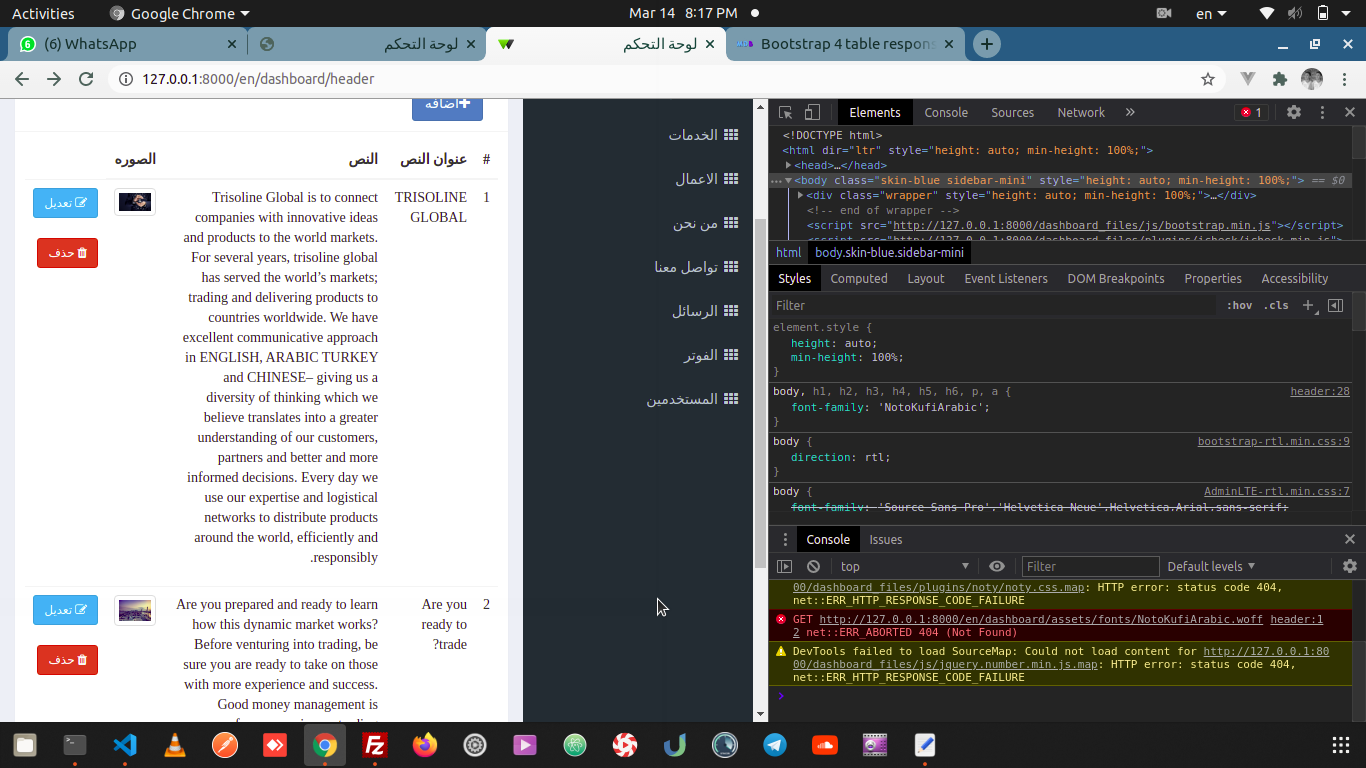 Activities
Google Chrome
Mar 14 8:17 PM
en
(6) WhatsApp
لوحة التحكم
لوحة التحكم
Bootstrap 4 table respons
127.0.0.1:8000/en/dashboard/header
اضافه
# عنوان النص النص الصوره
1
TRISOLINE
GLOBAL
Trisoline Global is to connect
companies with innovative ideas
and products to the world markets.
For several years, trisoline global
has served the world’s markets;
trading and delivering products to
countries worldwide. We have
excellent communicative approach
in ENGLISH, ARABIC TURKEY
and CHINESE– giving us a
diversity of thinking which we
believe translates into a greater
understanding of our customers,
partners and better and more
informed decisions. Every day we
use our expertise and logistical
networks to distribute products
around the world, efficiently and
.responsibly
تعديل
حذف
2
Are you
ready to
?trade
Are you prepared and ready to learn
how this dynamic market works?
Before venturing into trading, be
sure you are ready to take on those
with more experience and success.
Good money management is
تعديل
حذف
الخدمات
الاعمال
من نحن
تواصل معنا
الرسائل
الفوتر
المستخدمين
Elements Console Sources Network » 1
<!DOCTYPE html>
<html dir="ltr" style="height: auto; min-height: 100%;">
<head>…</head>
<body class="skin-blue sidebar-mini" style="height: auto; min-height: 100%;"> == $0
<div class="wrapper" style="height: auto; min-height: 100%;">…</div>
<!-- end of wrapper -->
<script src="http://127.0.0.1:8000/dashboard_files/js/bootstrap.min.js"></script>
<script src="http://127.0.0.1:8000/dashboard_files/plugins/icheck/icheck.min.js">
html body.skin-blue.sidebar-mini
Styles Computed Layout Event Listeners DOM Breakpoints Properties Accessibility
Filter :hov .cls +
element.style {
height: auto;
min-height: 100%;
}
body, h1, h2, h3, h4, h5, h6, p, a { header:28
font-family: 'NotoKufiArabic';
}
body { bootstrap-rtl.min.css:9
direction: rtl;
}
body { AdminLTE-rtl.min.css:7
font-family: 'Source Sans Pro','Helvetica Neue',Helvetica,Arial,sans-serif;
Console Issues
top Filter Default levels
00/dashboard_files/plugins/noty/noty.css.map: HTTP error: status code 404,
net::ERR_HTTP_RESPONSE_CODE_FAILURE
GET http://127.0.0.1:8000/en/dashboard/assets/fonts/NotoKufiArabic.woff header:1
2 net::ERR_ABORTED 404 (Not Found)
DevTools failed to load SourceMap: Could not load content for http://127.0.0.1:80
00/dashboard_files/js/jquery.number.min.js.map: HTTP error: status code 404,
net::ERR_HTTP_RESPONSE_CODE_FAILURE